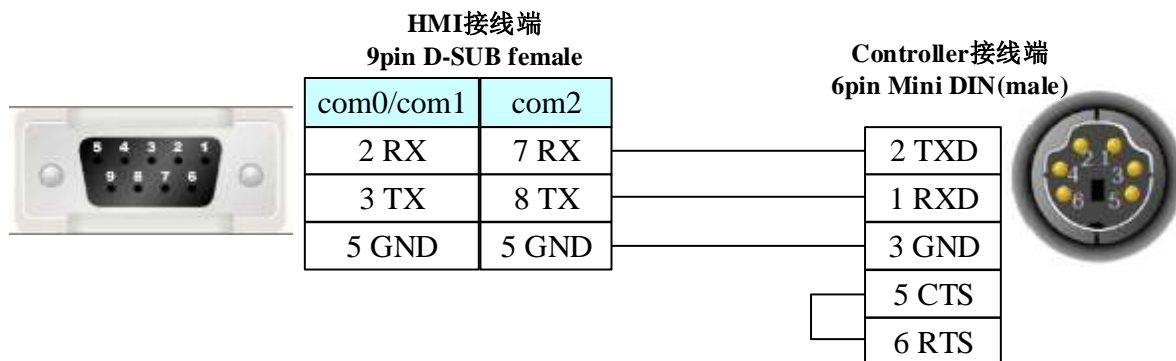 HMI接线端
9pin D-SUB female
Controller接线端
6pin Mini DIN(male)
com0/com1 com2
2 RX 7 RX 2 TXD
3 TX 8 TX 1 RXD
5 GND 5 GND 3 GND
5 CTS
6 RTS
5 4 3 2 1
9 8 7 6
2 1
4 3
6 5